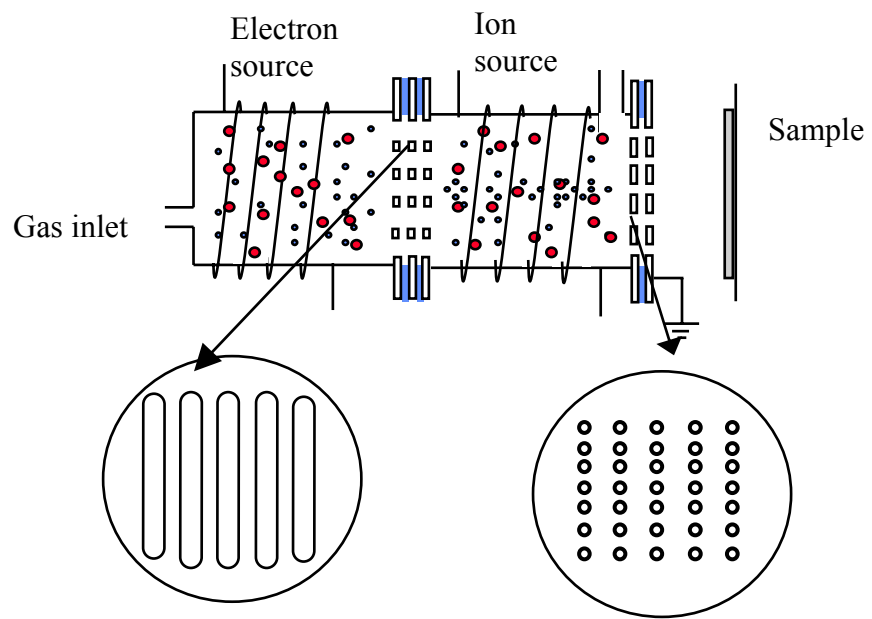 Electron
source
Ion
source
Sample
Gas inlet